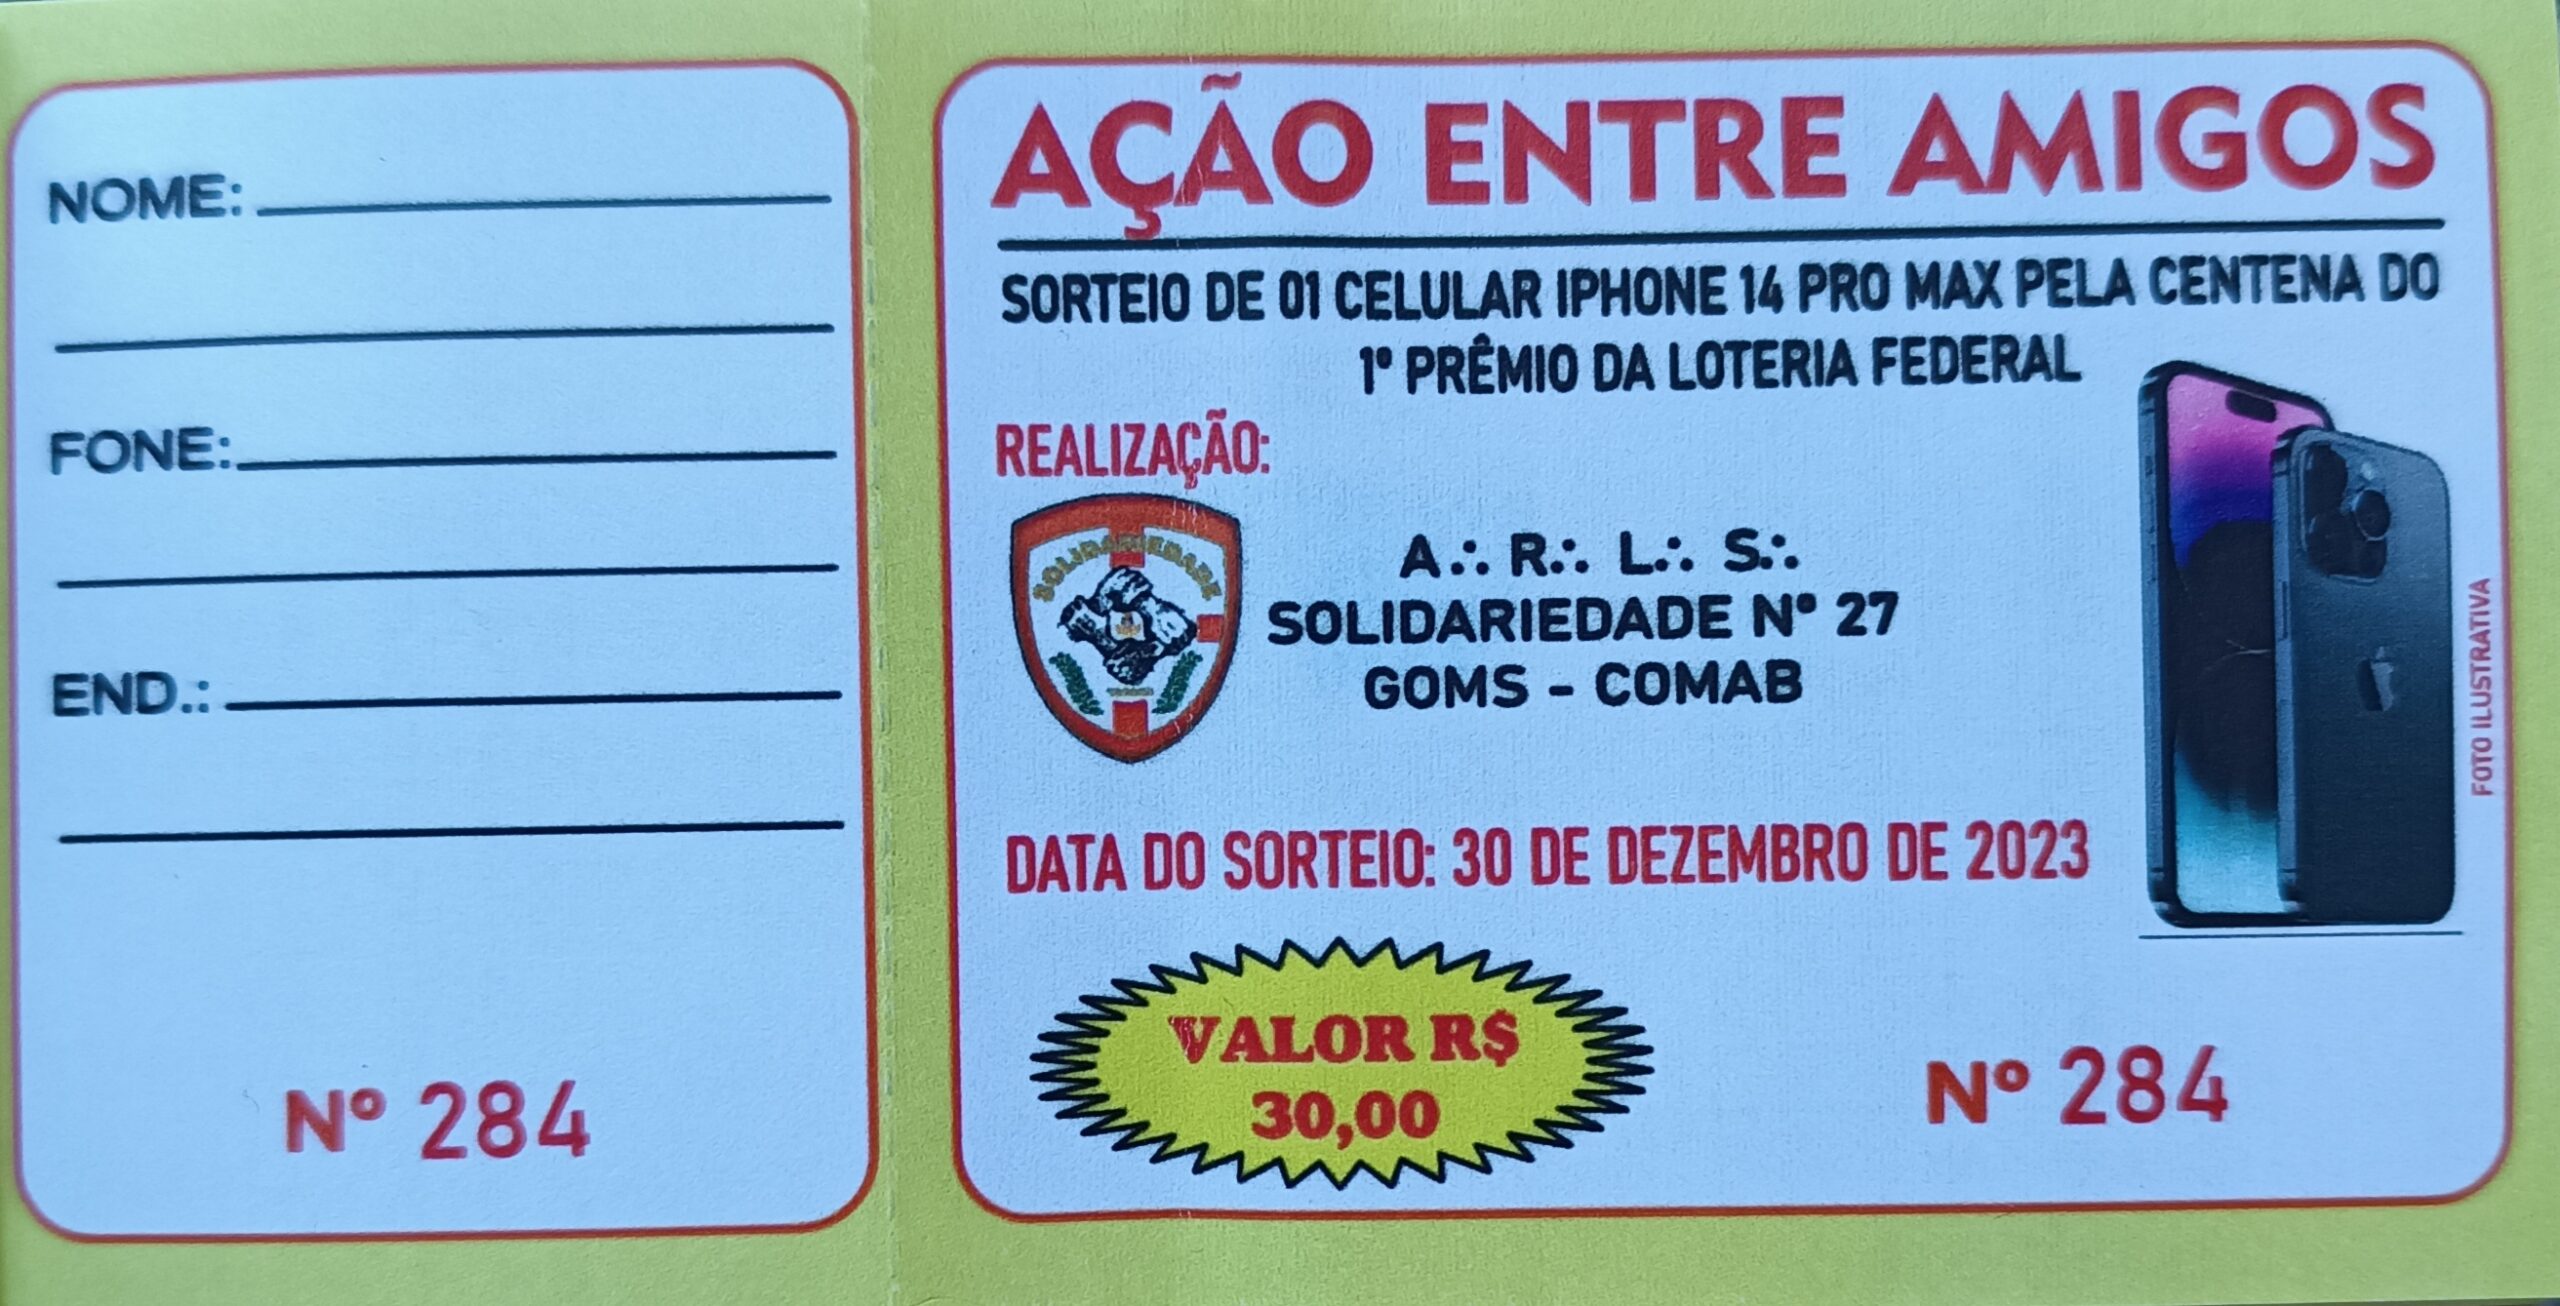 NOME:
FONE:
END.:
Nº 284
AÇÃO ENTRE AMIGOS
SORTEIO DE 01 CELULAR IPHONE 14 PRO MAX PELA CENTENA DO
1º PRÊMIO DA LOTERIA FEDERAL
REALIZAÇÃO:
SOLIDARIEDADE
A∴ R∴ L∴ S∴
SOLIDARIEDADE Nº 27
GOMS - COMAB
FOTO ILUSTRATIVA
DATA DO SORTEIO: 30 DE DEZEMBRO DE 2023
VALOR R$
30,00
Nº 284